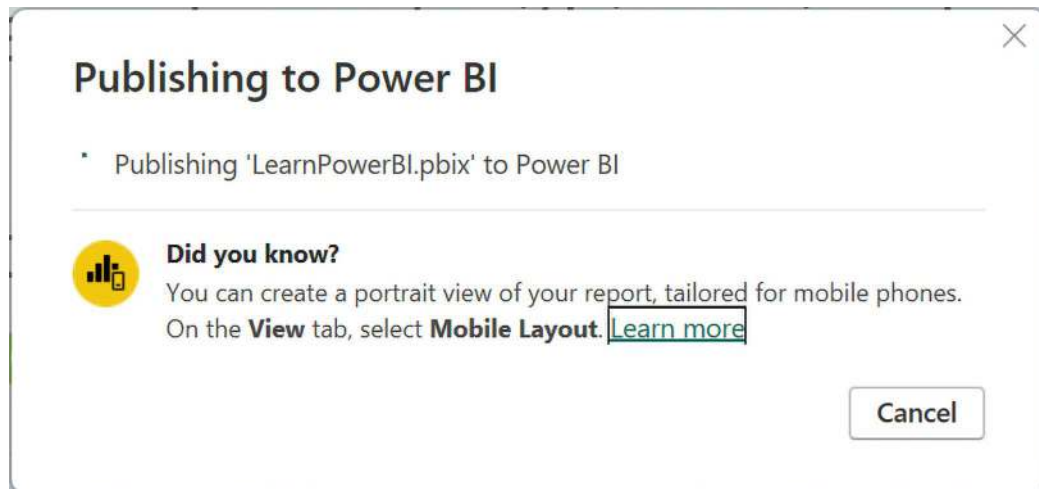 Publishing to Power BI
Publishing 'LearnPowerBI.pbix' to Power BI
Did you know?
You can create a portrait view of your report, tailored for mobile phones.
On the View tab, select Mobile Layout. Learn more
Cancel